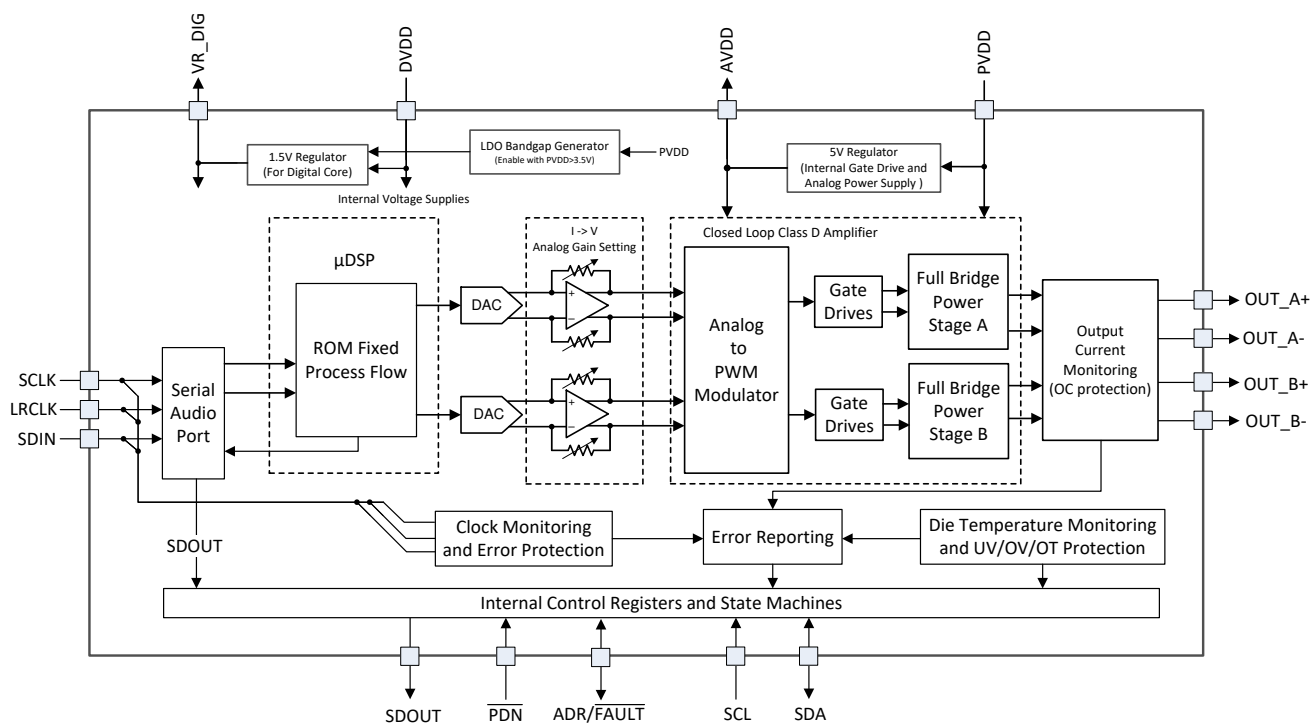 VR_DIG
DVDD
AVDD
PVDD
1.5V Regulator
(For Digital Core)
LDO Bandgap Generator
(Enable with PVDD>3.5V)
PVDD
5V Regulator
(Internal Gate Drive and
Analog Power Supply )
Internal Voltage Supplies
µDSP
I -> V
Analog Gain Setting
Closed Loop Class D Amplifier
ROM Fixed
Process Flow
DAC
+
−
DAC
+
−
Analog
to
PWM
Modulator
Gate
Drives
Full Bridge
Power
Stage A
Gate
Drives
Full Bridge
Power
Stage B
Output
Current
Monitoring
(OC protection)
OUT_A+
OUT_A-
OUT_B+
OUT_B-
SCLK
LRCLK
SDIN
Serial
Audio
Port
SDOUT
Clock Monitoring
and Error Protection
Error Reporting
Die Temperature Monitoring
and UV/OV/OT Protection
Internal Control Registers and State Machines
SDOUT
PDN
ADR/FAULT
SCL
SDA